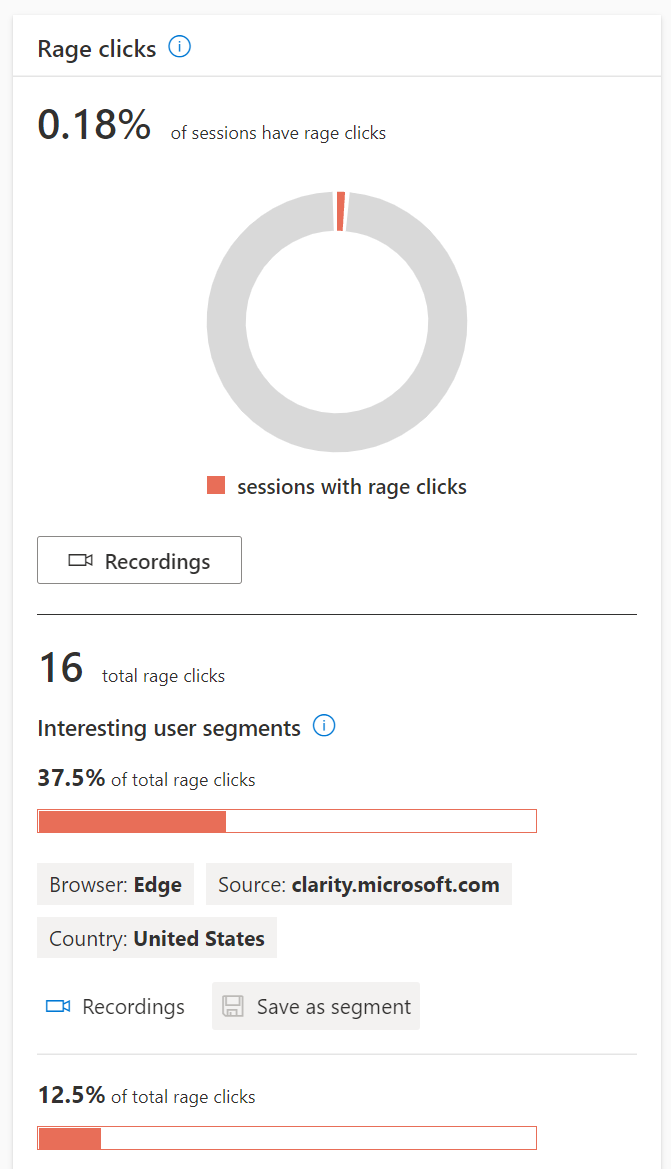 Rage clicks
0.18% of sessions have rage clicks
sessions with rage clicks
Recordings
16 total rage clicks
Interesting user segments
37.5% of total rage clicks
Browser: Edge Source: clarity.microsoft.com
Country: United States
Recordings Save as segment
12.5% of total rage clicks